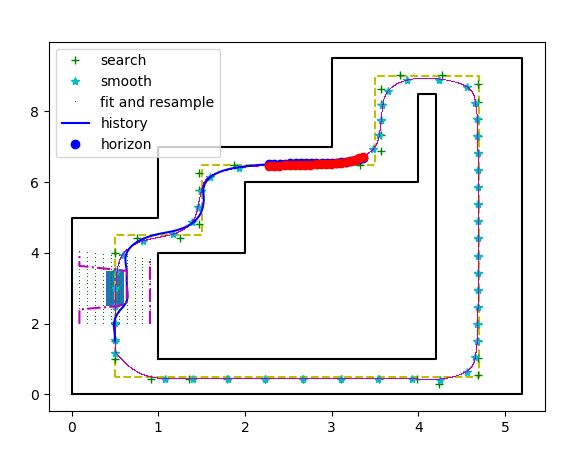 search
smooth
fit and resample
history
horizon
8
6
4
2
0
0 1 2 3 4 5